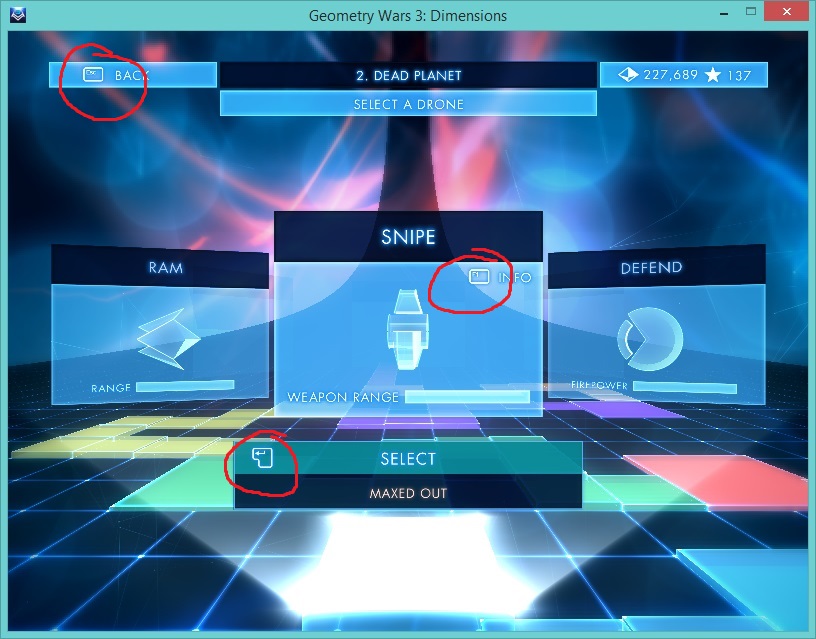 Geometry Wars 3: Dimensions
Esc BACK
2. DEAD PLANET
227,689 137
SELECT A DRONE
SNIPE
RAM
DEFEND
INFO
RANGE
WEAPON RANGE
FIREPOWER
SELECT
MAXED OUT